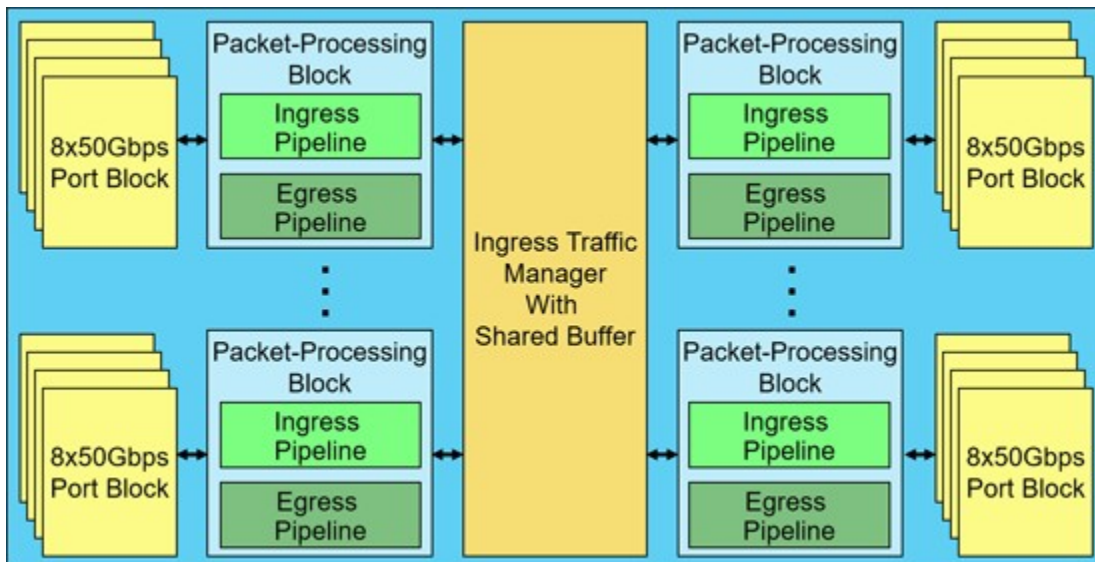 Packet-Processing
Block
Ingress
Pipeline
Egress
Pipeline
8x50Gbps
Port Block
Packet-Processing
Block
Ingress
Pipeline
Egress
Pipeline
8x50Gbps
Port Block
Ingress Traffic
Manager
With
Shared Buffer
Packet-Processing
Block
Ingress
Pipeline
Egress
Pipeline
8x50Gbps
Port Block
Packet-Processing
Block
Ingress
Pipeline
Egress
Pipeline
8x50Gbps
Port Block